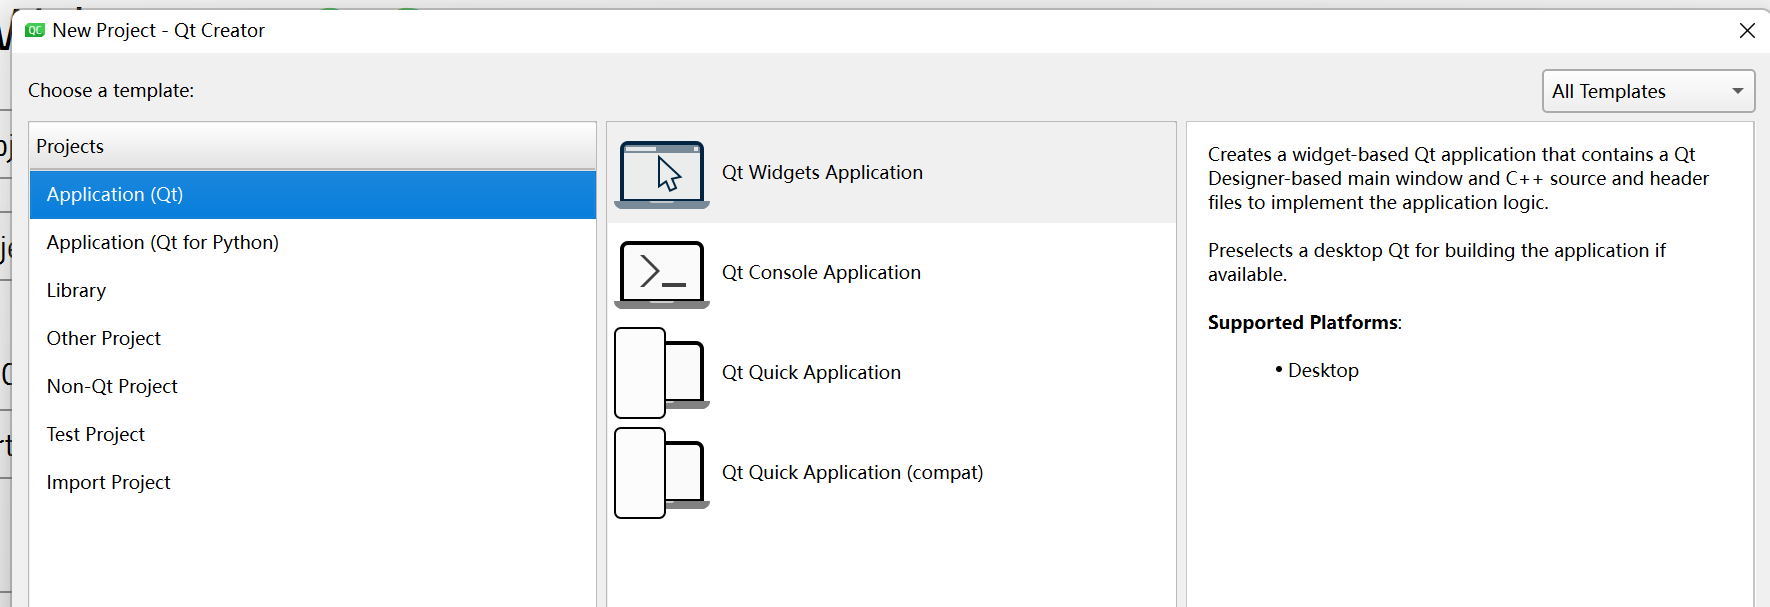 New Project - Qt Creator
Choose a template:
All Templates
Projects
Application (Qt)
Application (Qt for Python)
Library
Other Project
Non-Qt Project
Test Project
Import Project
Qt Widgets Application
Qt Console Application
Qt Quick Application
Qt Quick Application (compat)
Creates a widget-based Qt application that contains a Qt
Designer-based main window and C++ source and header
files to implement the application logic.
Preselects a desktop Qt for building the application if
available.
Supported Platforms:
• Desktop